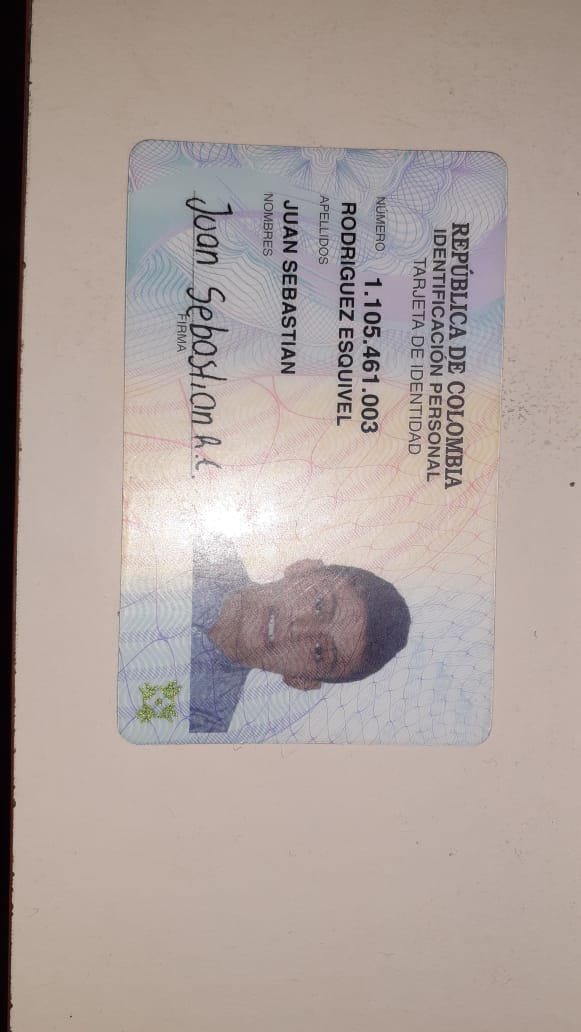 REPÚBLICA DE COLOMBIA
IDENTIFICACIÓN PERSONAL
TARJETA DE IDENTIDAD
NÚMERO 1.105.461.003
RODRIGUEZ ESQUIVEL
APELLIDOS
JUAN SEBASTIAN
NOMBRES
Juan Sebastian
FIRMA